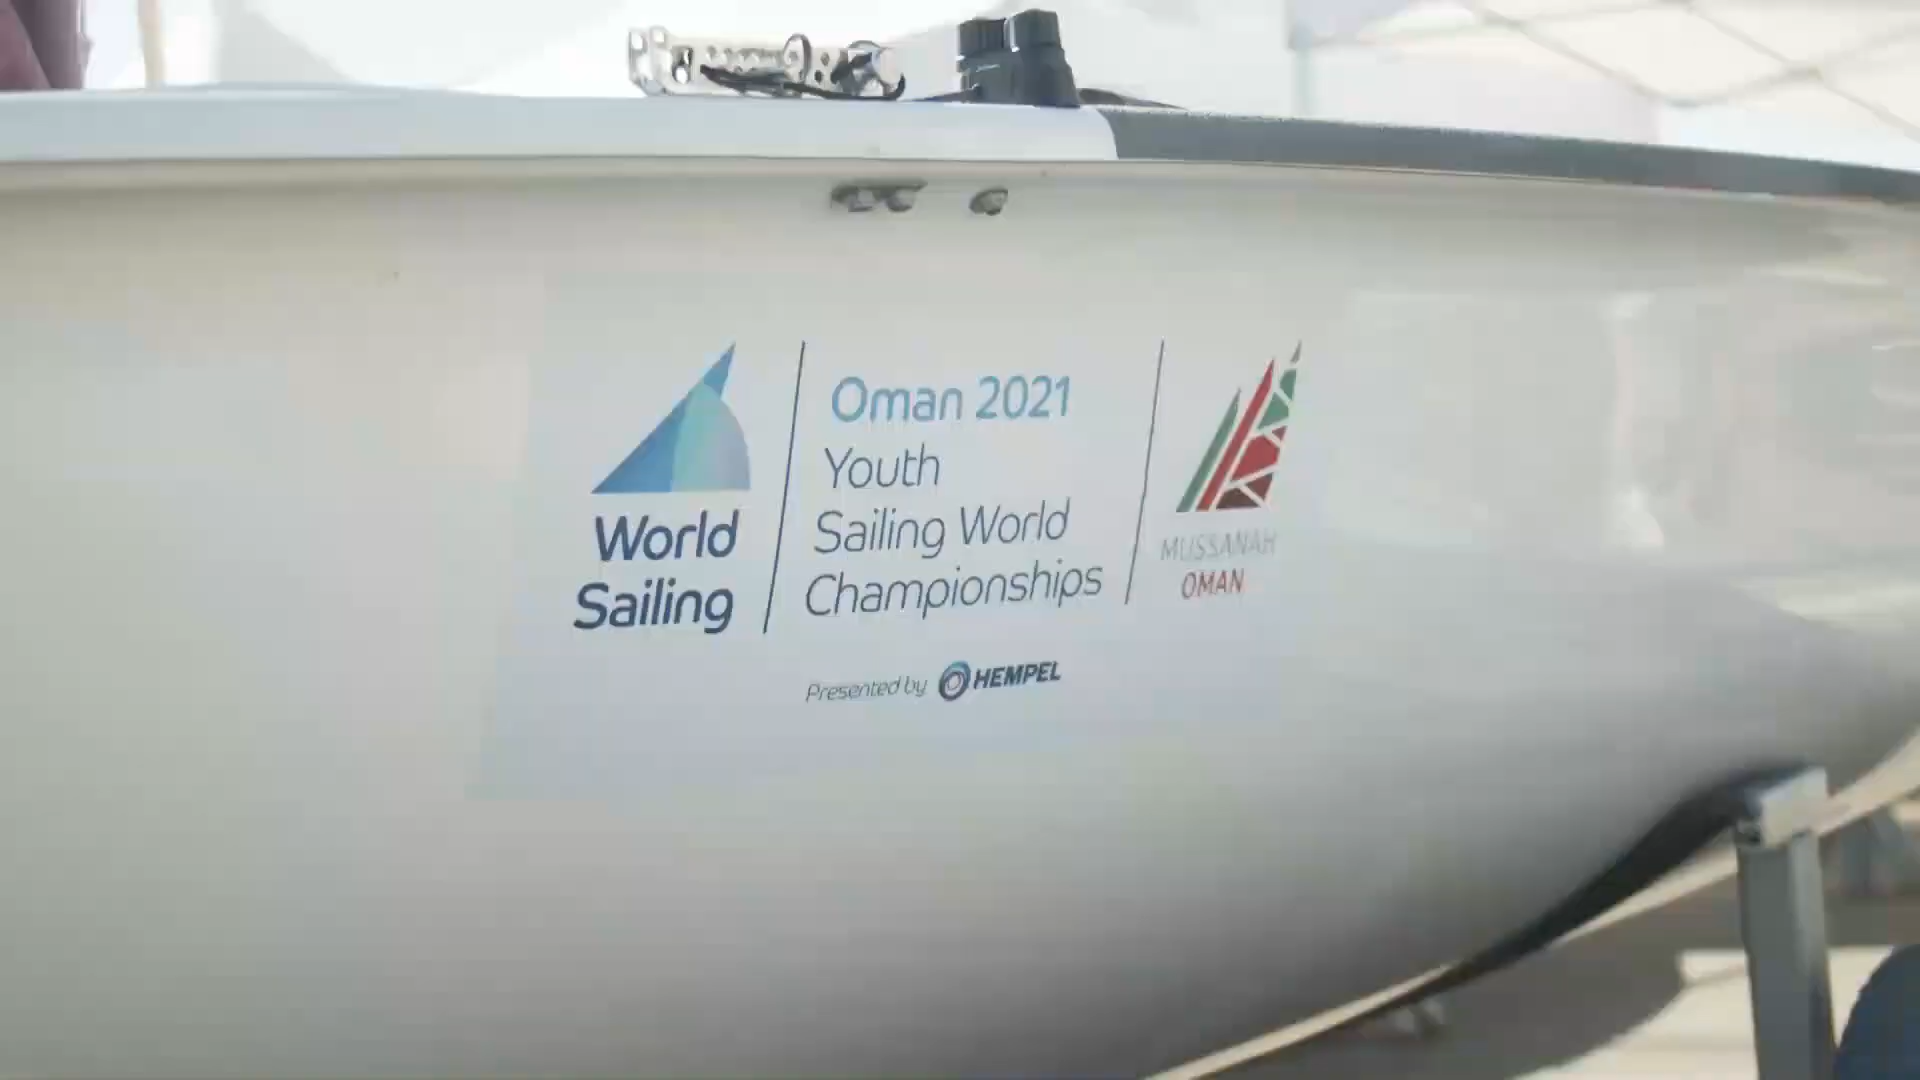 World
Sailing
Oman 2021
Youth
Sailing World
Championships
MUSSANAH
OMAN
Presented by HEMPEL